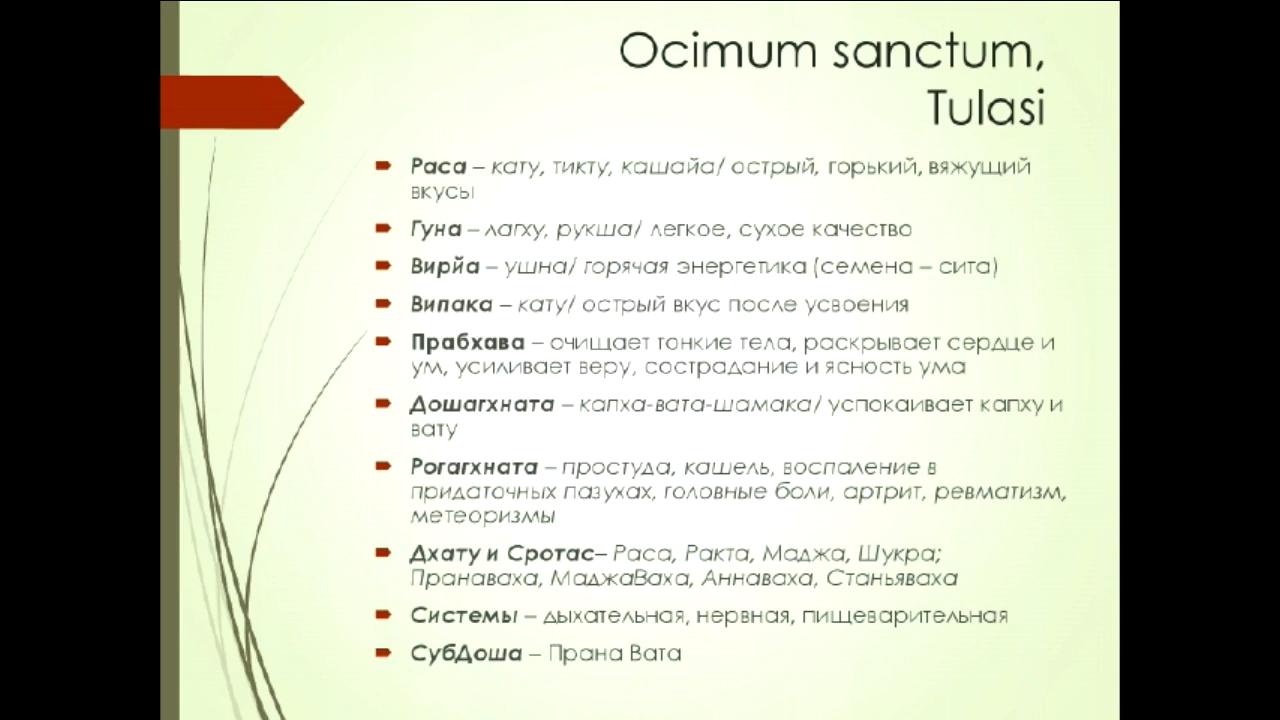 Ocimum sanctum,
Tulasi
Раса – кату, тикту, кашайа/ острый, горький, вяжущий
вкусы
Гуна – лагху, рукша/ легкое, сухое качество
Вирйа – ушна/ горячая энергетика (семена – сита)
Випака – кату/ острый вкус после усвоения
Прабхава – очищает тонкие тела, раскрывает сердце и
ум, усиливает веру, сострадание и ясность ума
Дошагхната – капха-вата-шамака/ успокаивает капху и
вату
Рогагхната – простуда, кашель, воспаление в
придаточных пазухах, головные боли, артрит, ревматизм,
метеоризмы
Дхату и Сротас– Раса, Ракта, Маджа, Шукра;
Пранаваха, МаджаВаха, Аннаваха, Станьяваха
Системы – дыхательная, нервная, пищеварительная
СубДоша – Прана Вата